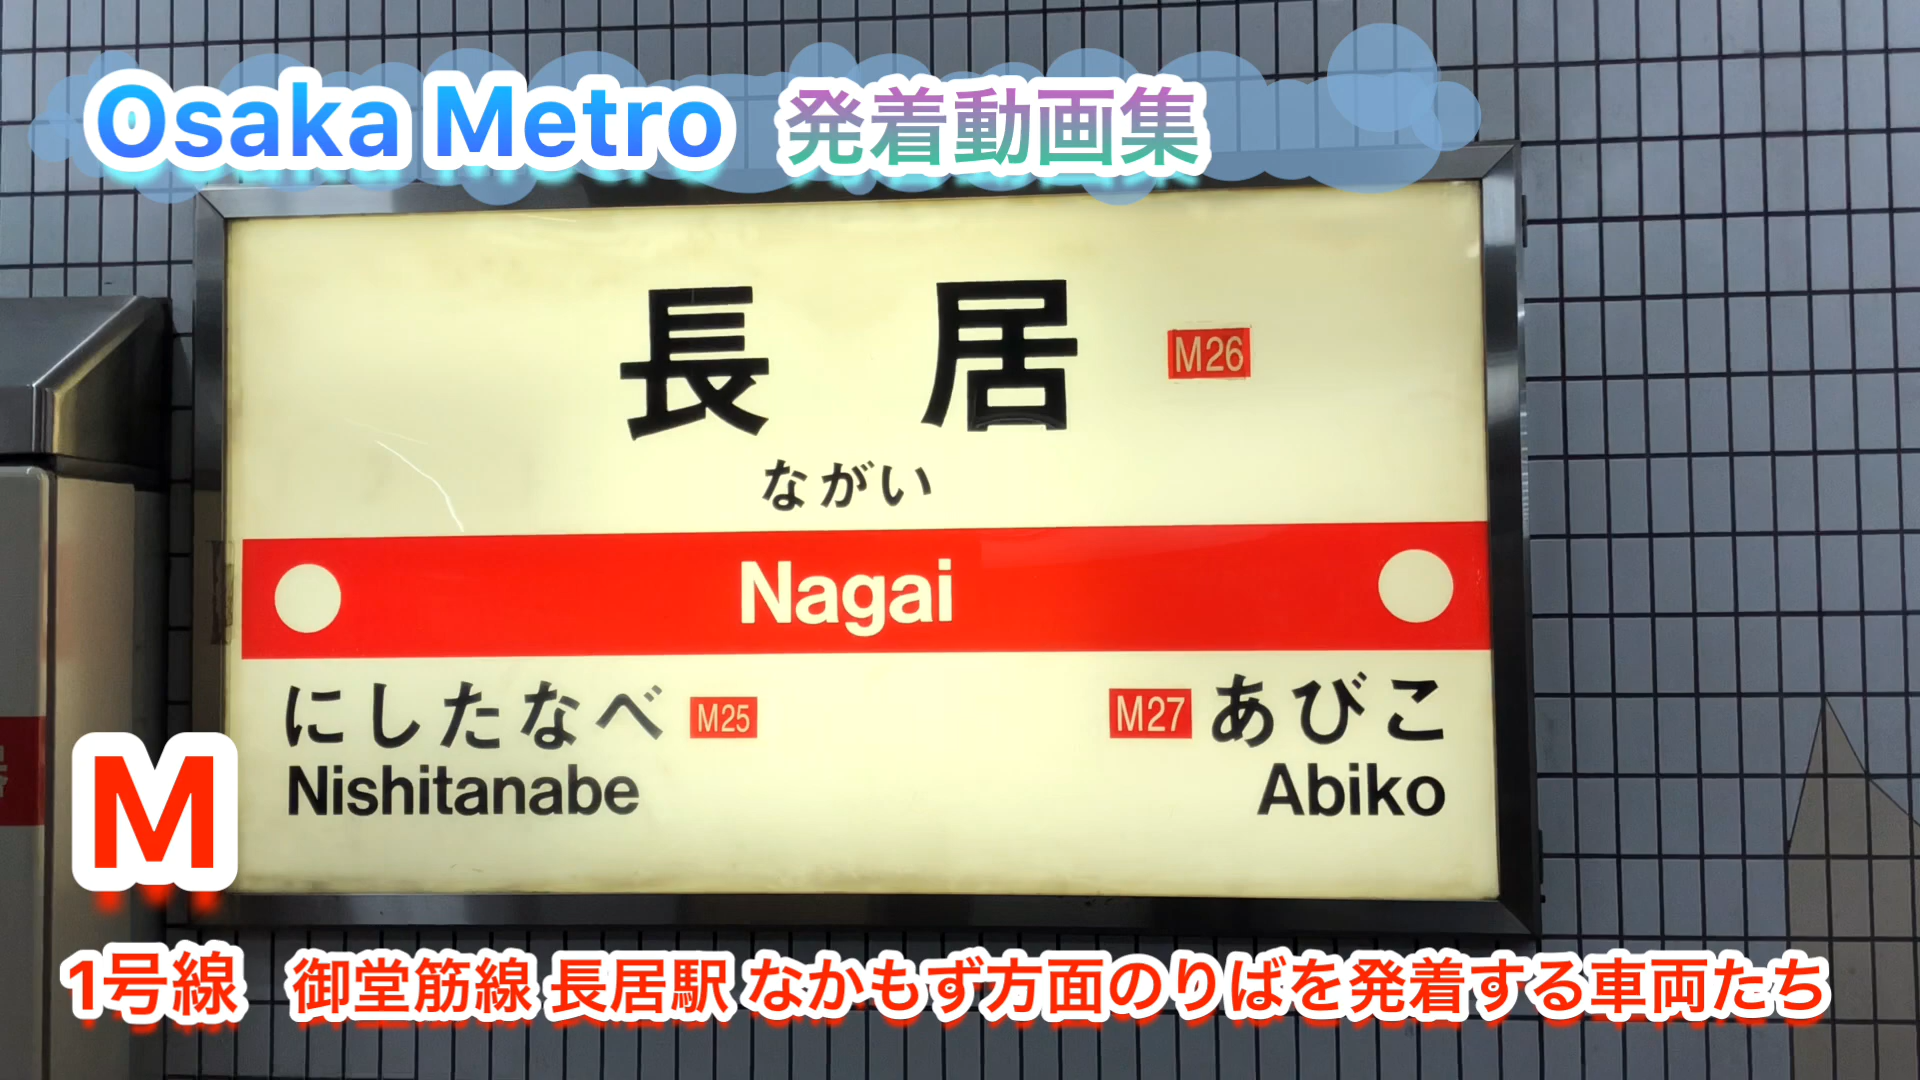 Osaka Metro 発着動画集
長居 M26
ながい
Nagai
にしたなべ M25
M27 あびこ
Nishitanabe
Abiko
M
1号線 御堂筋線 長居駅 なかもず方面のりばを発着する車両たち